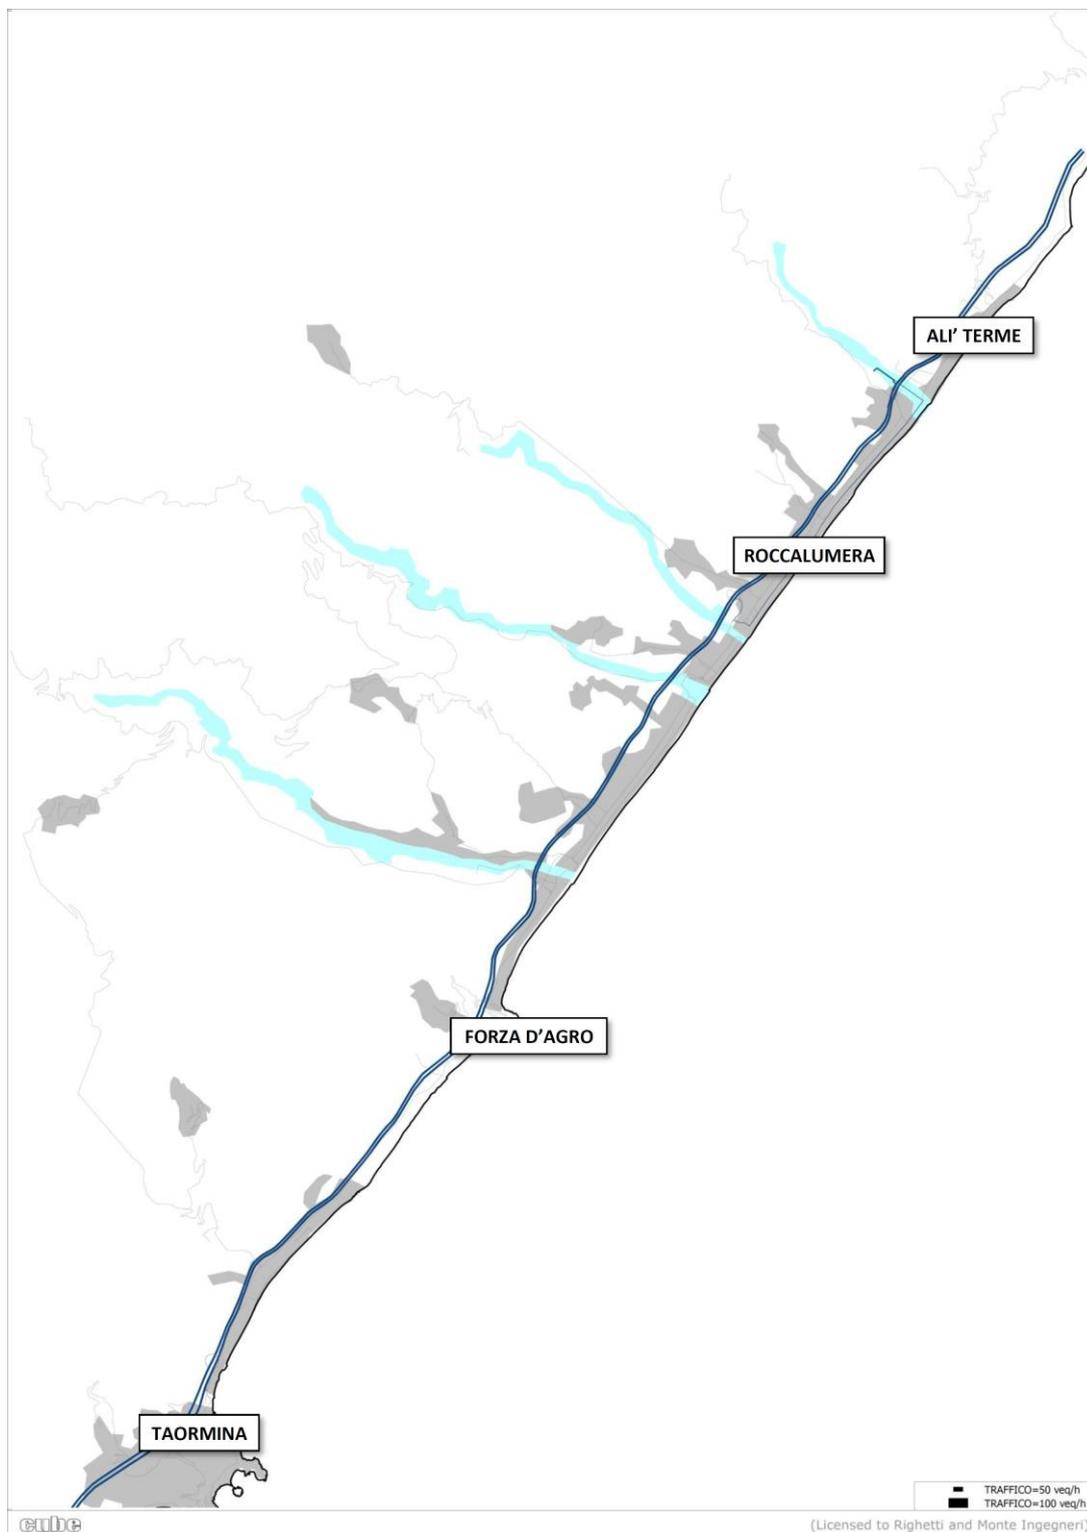 ALI' TERME
ROCCALUMERA
FORZA D'AGRO
TAORMINA
TRAFFICO=50 veq/h
TRAFFICO=100 veq/h
cube
(Licensed to Righetti and Monte Ingegneri)